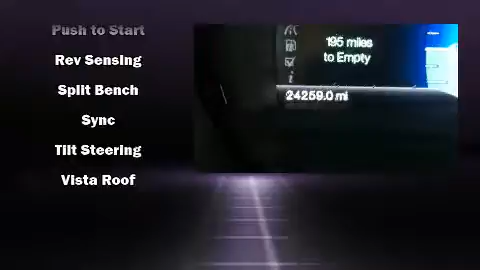 Push to Start
Rev Sensing
Split Bench
Sync
Tilt Steering
Vista Roof
195 miles
to Empty
24259.0 mi